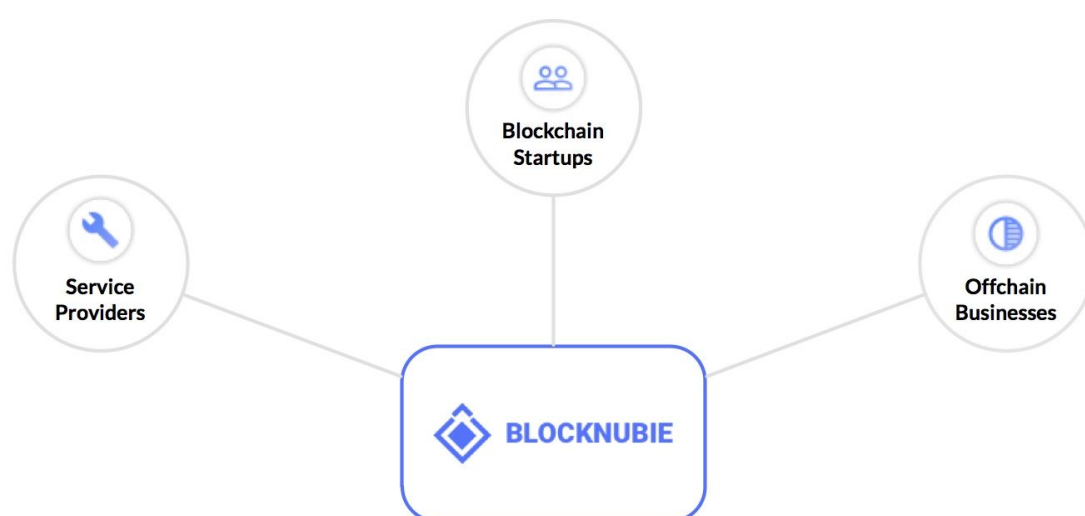 Blockchain
Startups
Service
Providers
Offchain
Businesses
BLOCKNUBIE